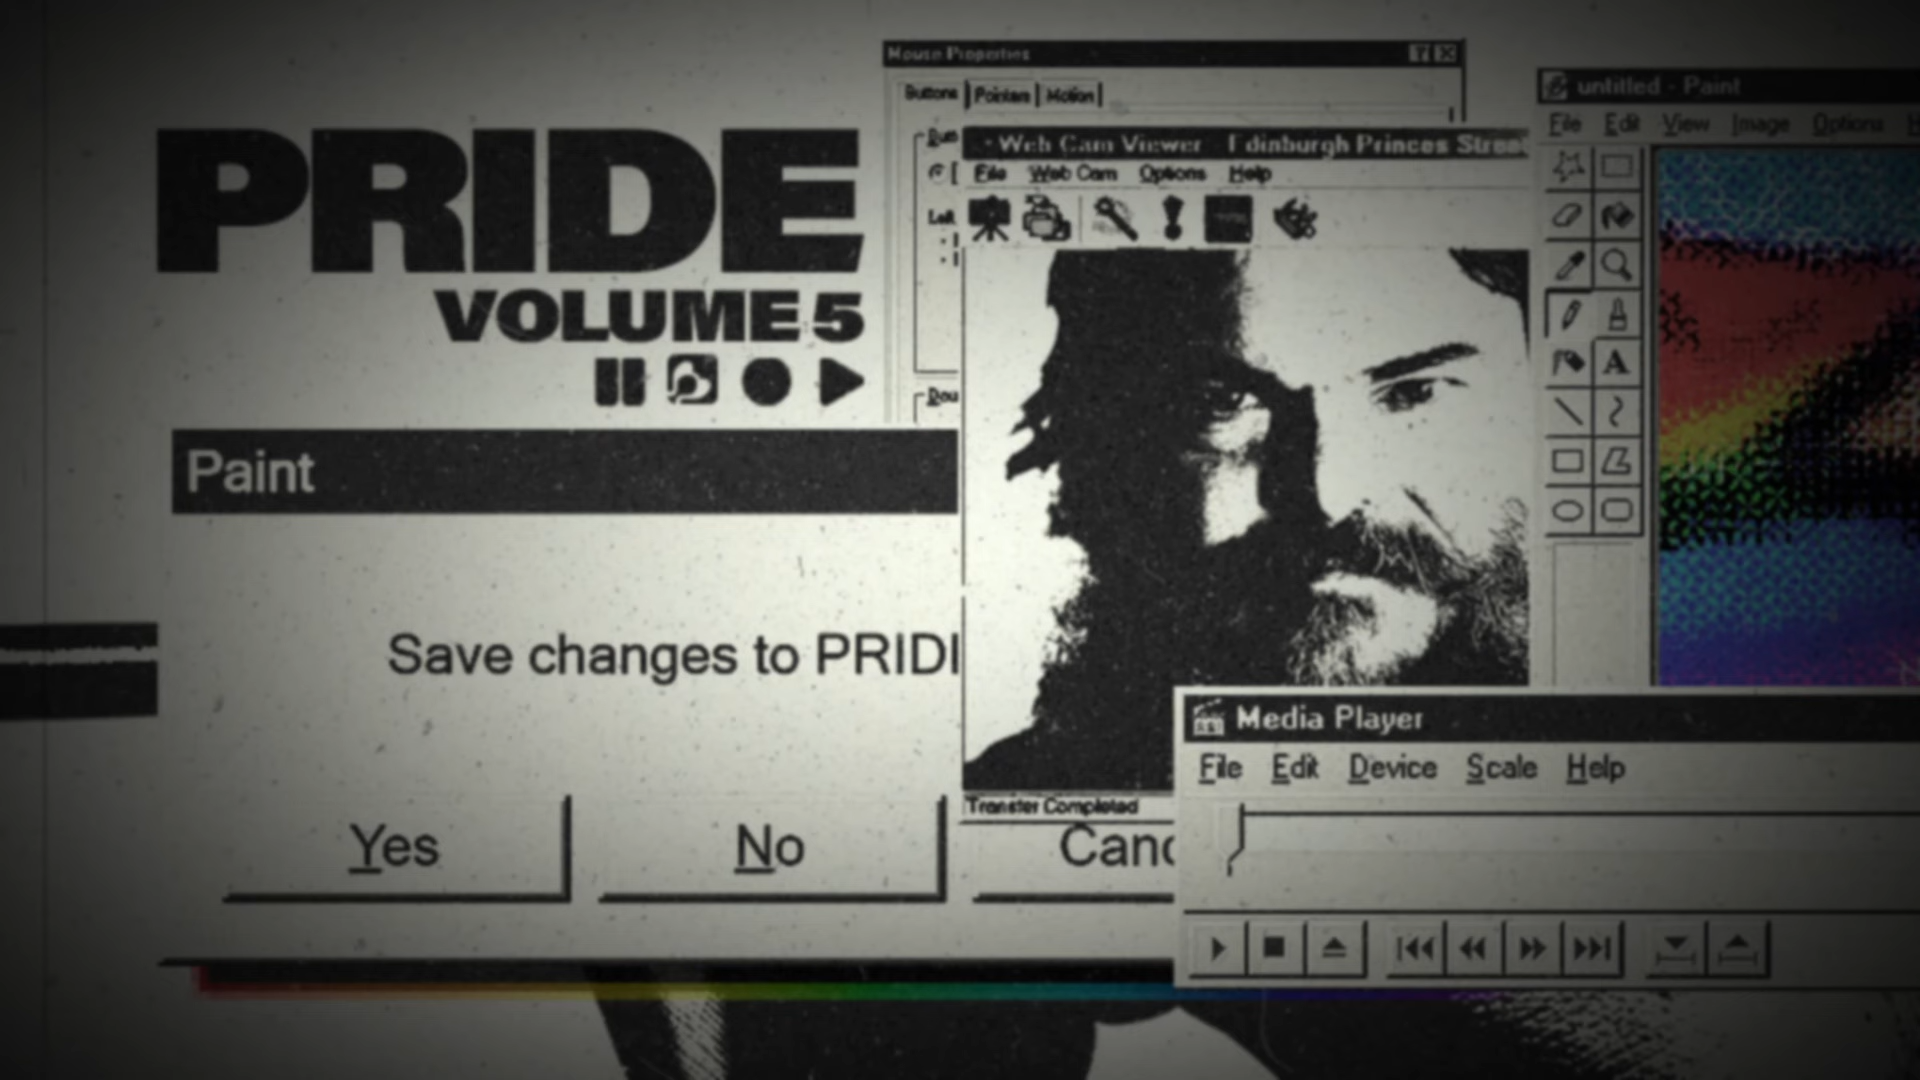 PRIDE
VOLUME 5
Paint
Save changes to PRIDI
Yes
No
Canc
Mouse Properties
Buttons
Pointers
Motion
Web Cam Viewer
Edinburgh Princes Street
File
Web Cam
Options
Help
Transfer Completed
untitled - Paint
File
Edit
View
Image
Options
A
Media Player
File
Edit
Device
Scale
Help